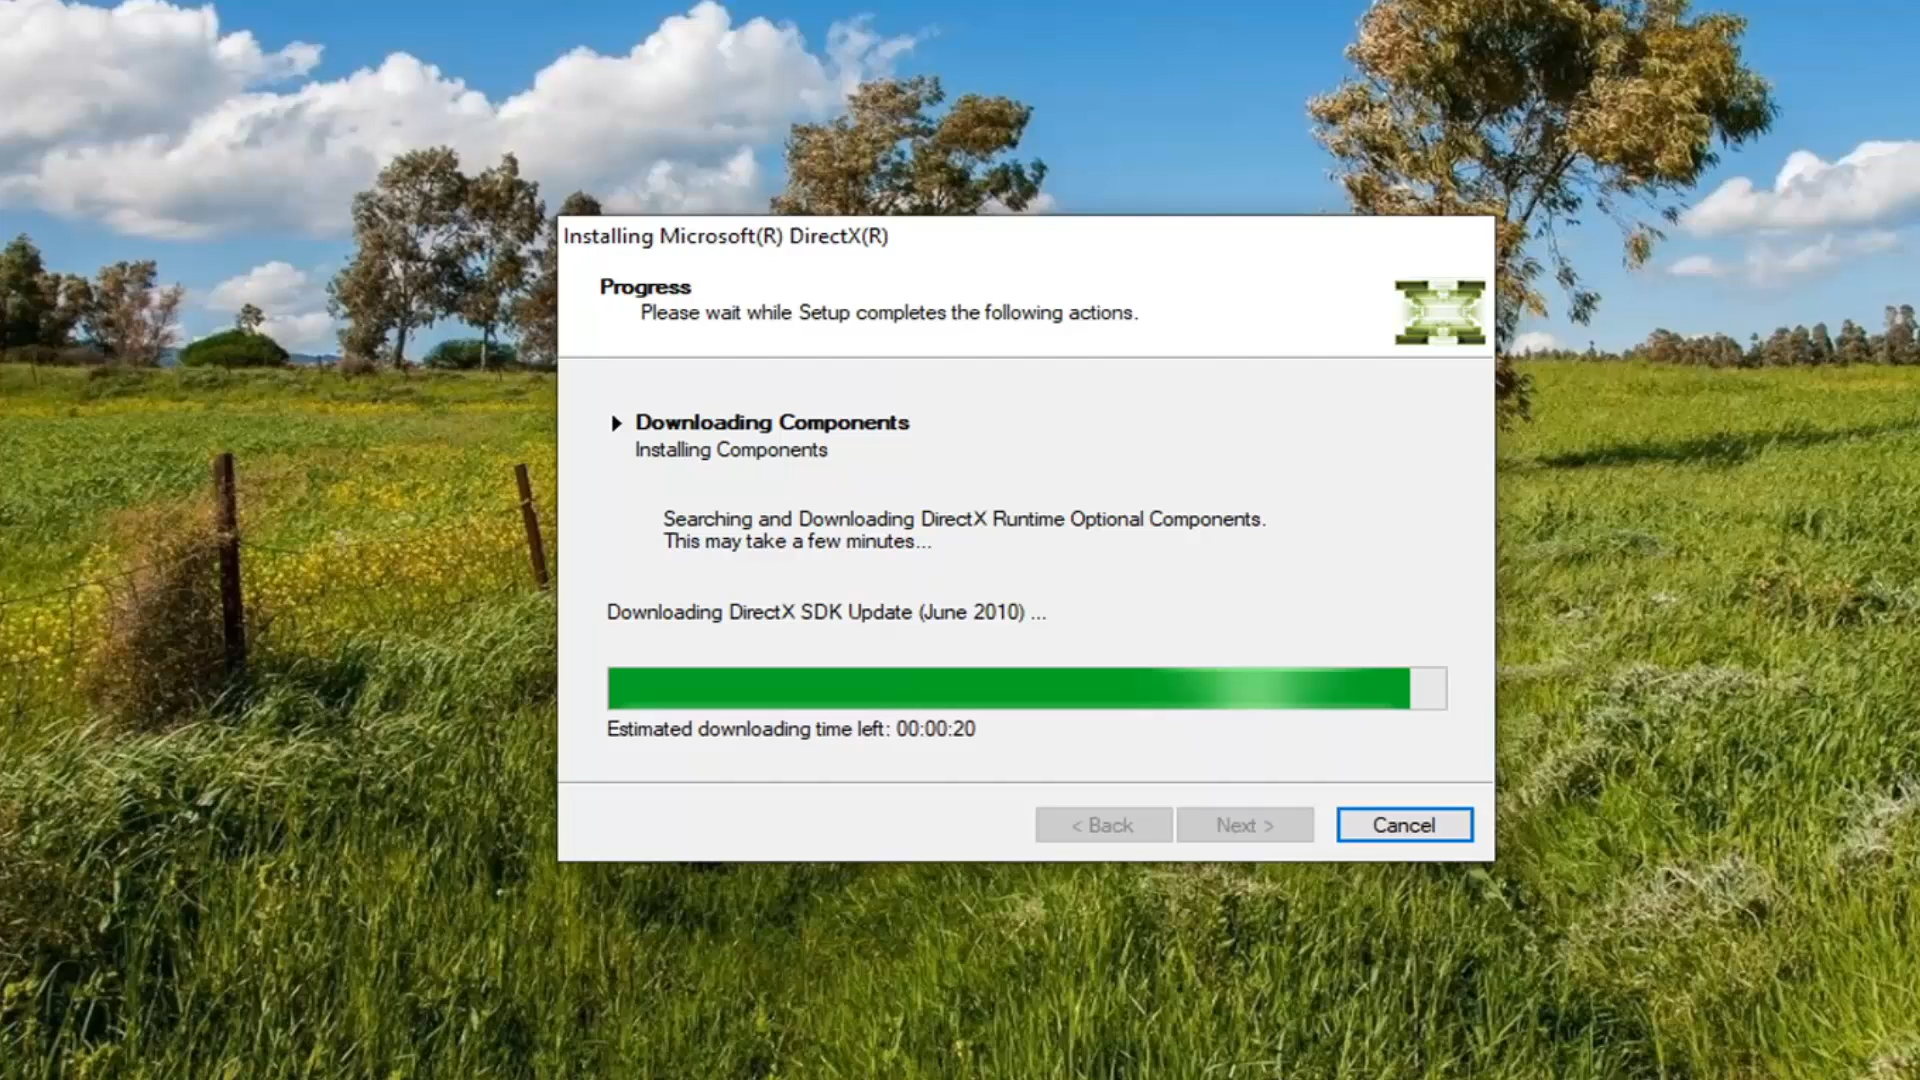 Installing Microsoft(R) DirectX(R)
Progress
Please wait while Setup completes the following actions.
Downloading Components
Installing Components
Searching and Downloading DirectX Runtime Optional Components.
This may take a few minutes...
Downloading DirectX SDK Update (June 2010) ...
Estimated downloading time left: 00:00:20
< Back
Next >
Cancel